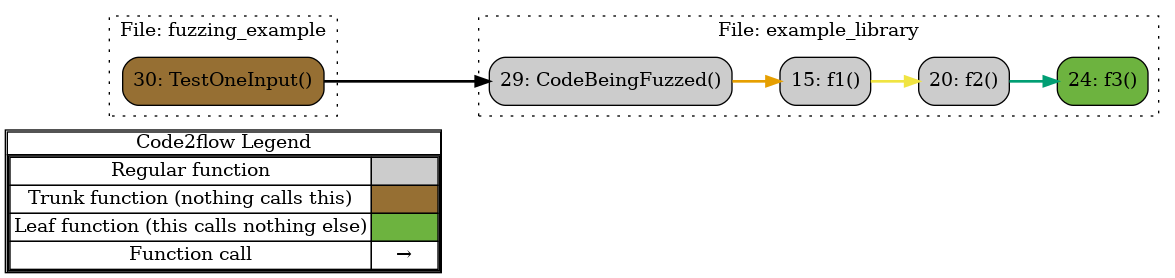 File: fuzzing_example
File: example_library
30: TestOneInput()
29: CodeBeingFuzzed()
15: f1()
20: f2()
24: f3()
Code2flow Legend
Regular function
Trunk function (nothing calls this)
Leaf function (this calls nothing else)
Function call →